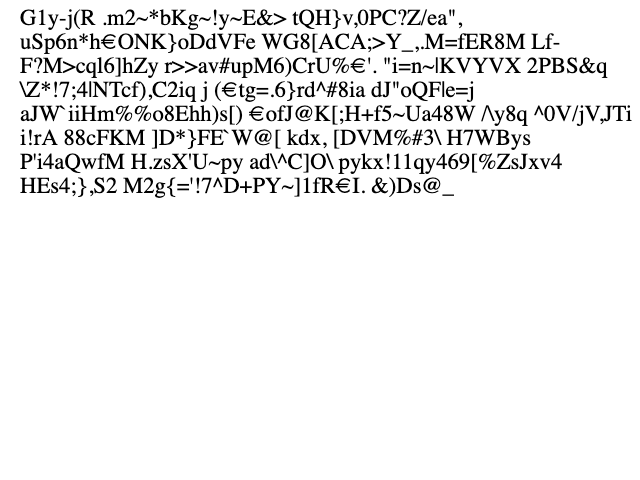 G1y-j(R .m2~*bKg~!y~E&> tQH}v,0PC?Z/ea",
uSp6n*h€ONK}oDdVFe WG8[ACA;>Y_,.M=fER8M Lf-
F?M>cql6]hZy r>>av#upM6)CrU%€'. "i=n~|KVYVX 2PBS&q
\Z*!7;4|NTcf),C2iq j (€tg=.6}rd^#8ia dJ"oQF|e=j
aJW`iiHm%%o8Ehh)s[) €ofJ@K[;H+f5~Ua48W /\y8q ^0V/jV,JTi
i!rA 88cFKM ]D*}FE`W@[ kdx, [DVM%#3\ H7WBys
P'i4aQwfM H.zsX'U~py ad\^C]O\ pykx!11qy469[%ZsJxv4
HEs4;},S2 M2g{='!7^D+PY~]1fR€I. &)Ds@_